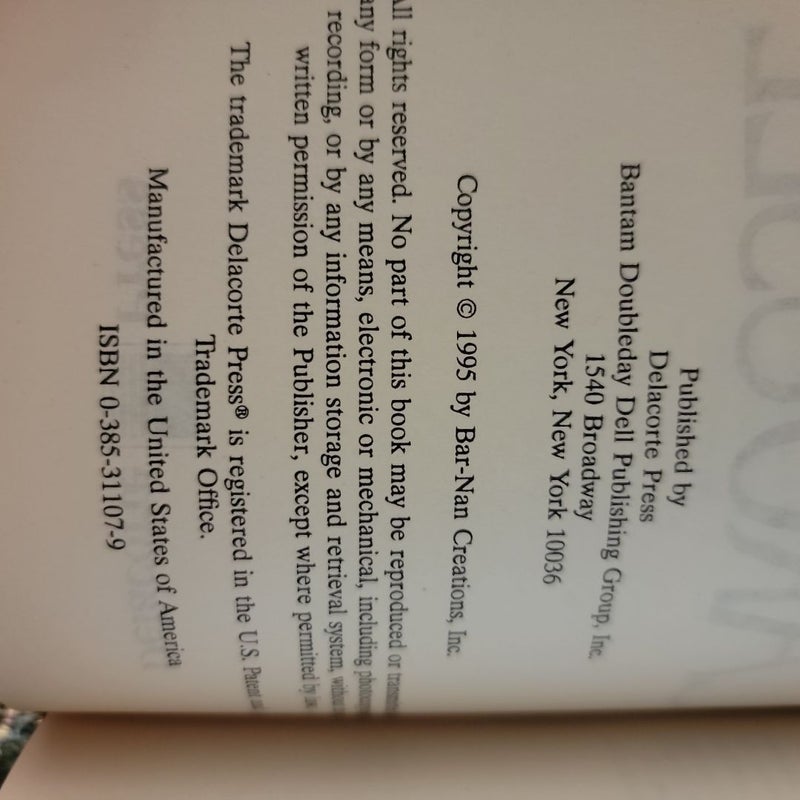 Published by
Delacorte Press
Bantam Doubleday Dell Publishing Group, Inc.
1540 Broadway
New York, New York 10036
Copyright © 1995 by Bar-Nan Creations, Inc.
All rights reserved. No part of this book may be reproduced or
any form or by any means, electronic or mechanical, including
recording, or by any information storage and retrieval system,
written permission of the Publisher, except where permitted by
The trademark Delacorte Press® is registered in the U.S. Patent
Trademark Office.
Manufactured in the United States of America
ISBN 0-385-31107-9